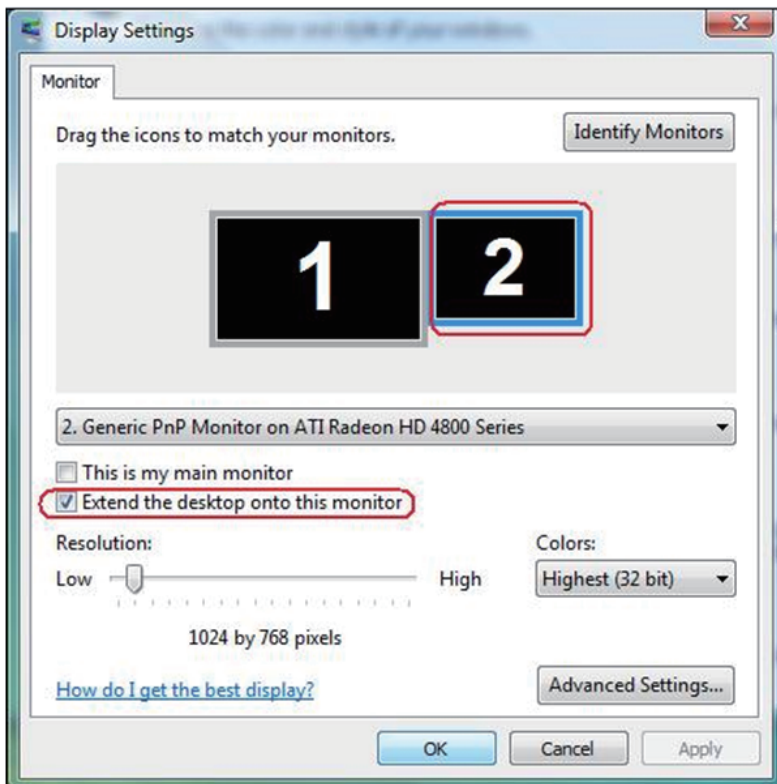 Display Settings
Monitor
Drag the icons to match your monitors.
Identify Monitors
1
2
2. Generic PnP Monitor on ATI Radeon HD 4800 Series
This is my main monitor
Extend the desktop onto this monitor
Resolution:
Colors:
Low
High
Highest (32 bit)
1024 by 768 pixels
How do I get the best display?
Advanced Settings...
OK
Cancel
Apply